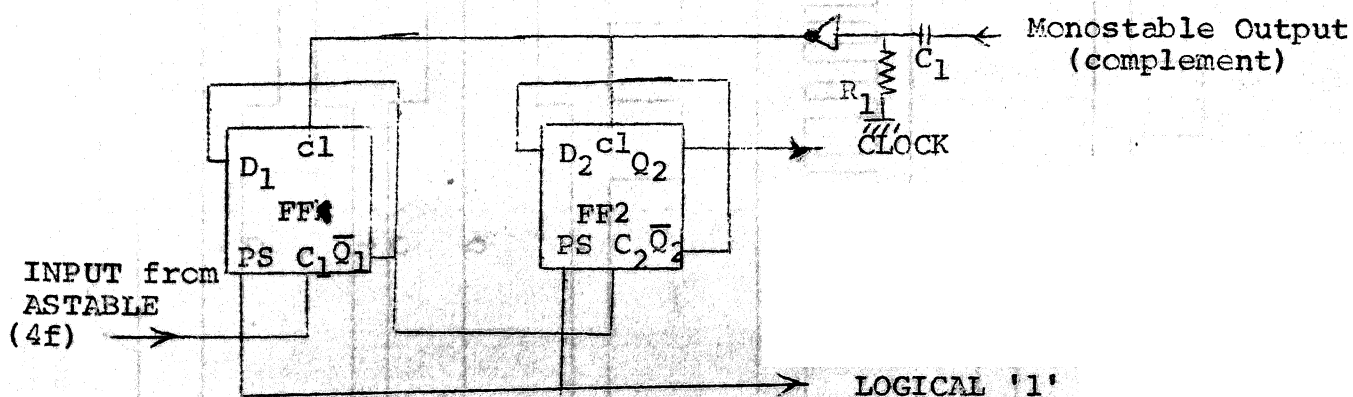 Monostable Output
(complement)
C1
R1
CLOCK
cl
D1
FF
PS C1 Q̅1
cl
D2 Q2
FF2
PS C2 Q̅2
INPUT from
ASTABLE
(4f)
LOGICAL '1'